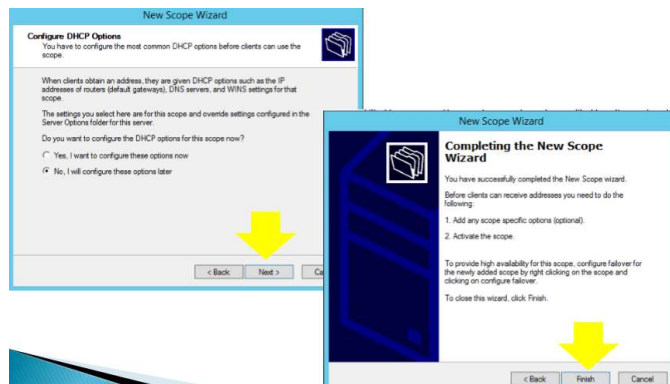 New Scope Wizard
Configure DHCP Options
You have to configure the most common DHCP options before clients can use the
scope.
When clients obtain an address, they are given DHCP options such as the IP
addresses of routers (default gateways), DNS servers, and WINS settings for that
scope.
The settings you select here are for this scope and override settings configured in the
Server Options folder for this server.
Do you want to configure the DHCP options for this scope now?
Yes, I want to configure these options now
No, I will configure these options later
< Back Next > Ca
New Scope Wizard
Completing the New Scope
Wizard
You have successfully completed the New Scope wizard.
Before clients can receive addresses you need to do the
following:
1. Add any scope specific options (optional).
2. Activate the scope.
To provide high availability for this scope, configure failover for
the newly added scope by right clicking on the scope and
clicking on configure failover.
To close this wizard, click Finish.
< Back Finish Cancel